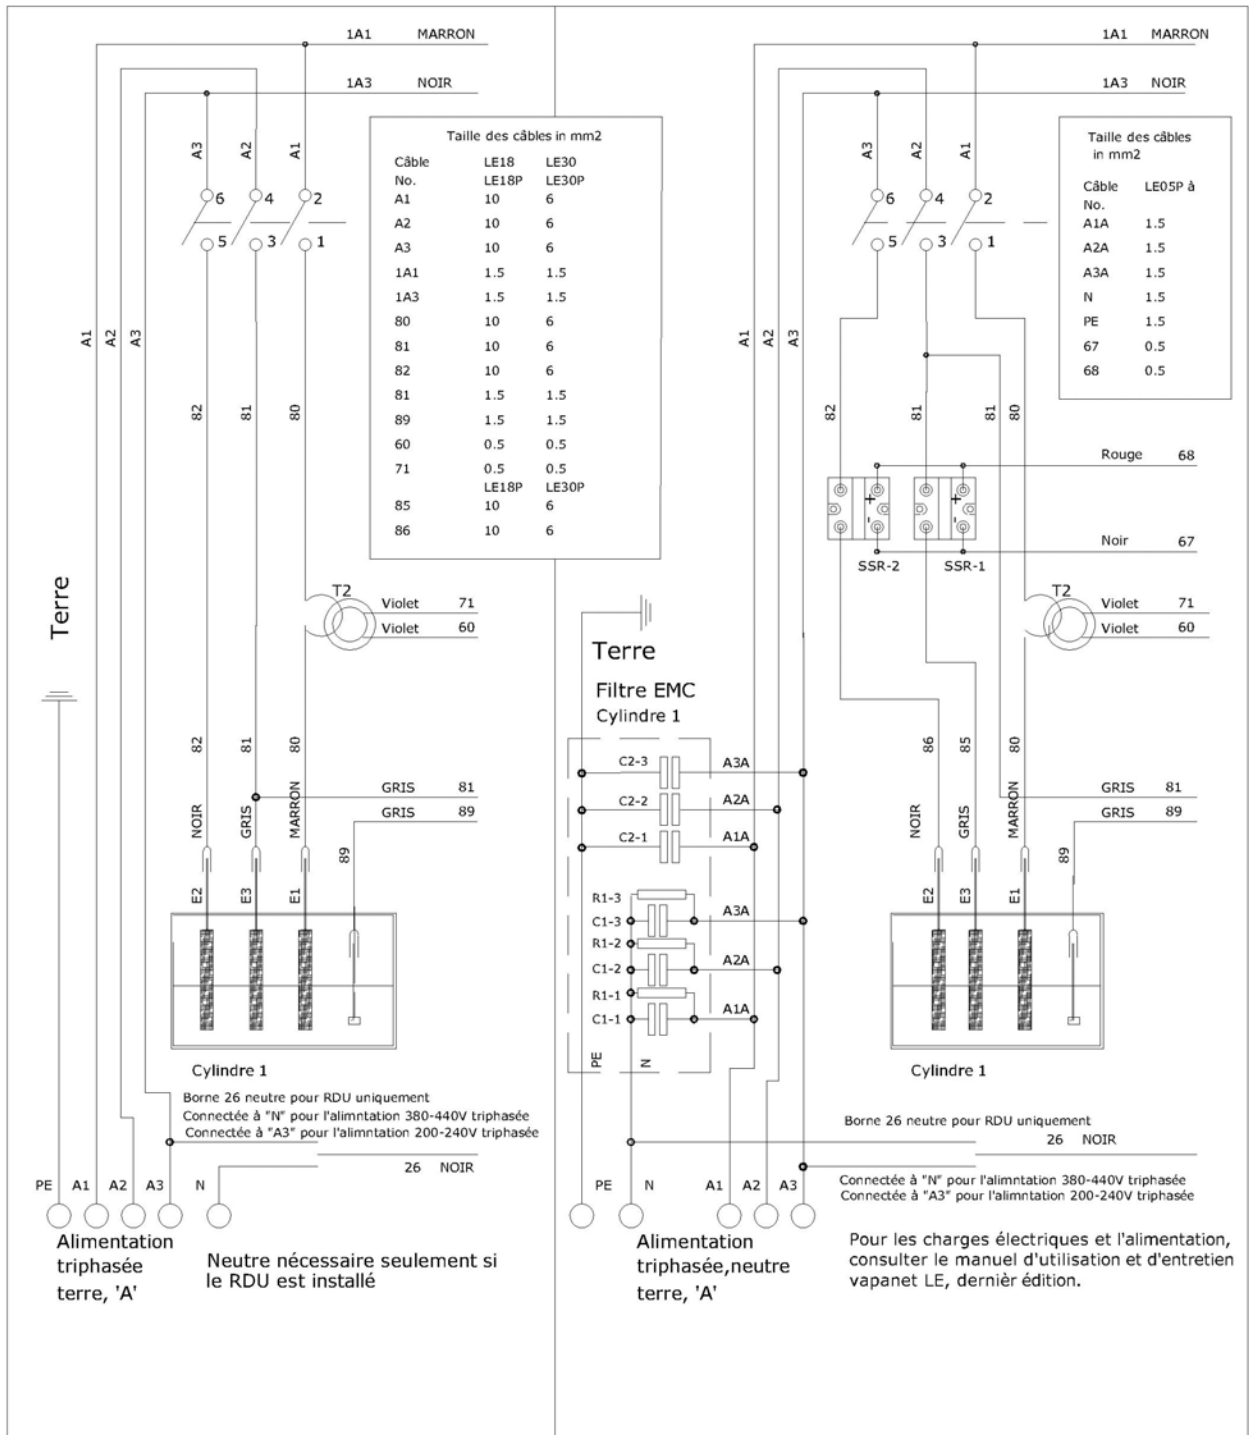 1A1 MARRON
1A3 NOIR
A3 A2 A1
6 4 2
5 3 1
Taille des câbles in mm2
Câble LE18 LE30
No. LE18P LE30P
A1 10 6
A2 10 6
A3 10 6
1A1 1.5 1.5
1A3 1.5 1.5
80 10 6
81 10 6
82 10 6
81 1.5 1.5
89 1.5 1.5
60 0.5 0.5
71 0.5 0.5
LE18P LE30P
85 10 6
86 10 6
A1 A2 A3
82 81 80
Terre
T2
Violet 71
Violet 60
82 81 80
GRIS 81
GRIS 89
NOIR GRIS MARRON
89
E2 E3 E1
Cylindre 1
Borne 26 neutre pour RDU uniquement
Connectée à "N" pour l'alimntation 380-440V triphasée
Connectée à "A3" pour l'alimntation 200-240V triphasée
26 NOIR
PE A1 A2 A3 N
Alimentation
triphasée
terre, 'A'
Neutre nécessaire seulement si
le RDU est installé
1A1 MARRON
1A3 NOIR
A3 A2 A1
6 4 2
5 3 1
Taille des câbles
in mm2
Câble LE05P à
No.
A1A 1.5
A2A 1.5
A3A 1.5
N 1.5
PE 1.5
67 0.5
68 0.5
A1 A2 A3
82 81 81 80
Rouge 68
+ +
- -
Noir 67
SSR-2 SSR-1
T2
Violet 71
Violet 60
Terre
Filtre EMC
Cylindre 1
C2-3 A3A
C2-2 A2A
C2-1 A1A
R1-3
C1-3 A3A
R1-2
C1-2 A2A
R1-1
C1-1 A1A
PE N
86 85 80
GRIS 81
GRIS 89
NOIR GRIS MARRON
89
E2 E3 E1
Cylindre 1
Borne 26 neutre pour RDU uniquement
26 NOIR
Connectée à "N" pour l'alimntation 380-440V triphasée
Connectée à "A3" pour l'alimntation 200-240V triphasée
PE N A1 A2 A3
Alimentation
triphasée,neutre
terre, 'A'
Pour les charges électriques et l'alimentation,
consulter le manuel d'utilisation et d'entretien
vapanet LE, dernièr édition.